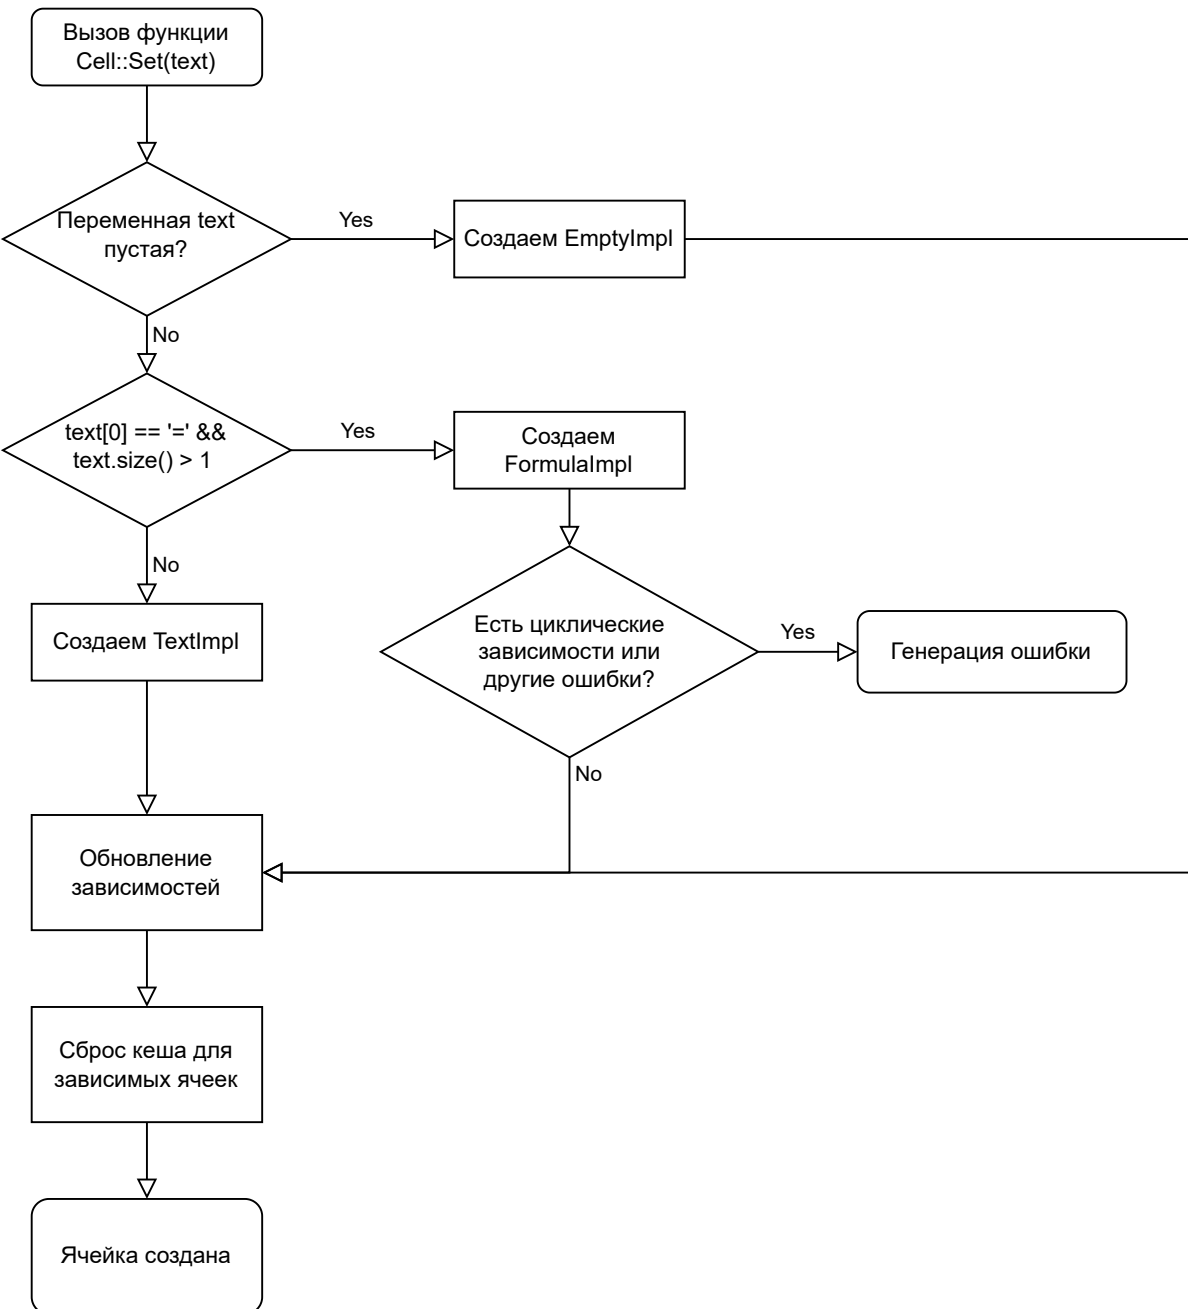 Вызов функции
Cell::Set(text)
Переменная text
пустая?
Yes
Создаем EmptyImpl
No
text[0] == '=' &&
text.size() > 1
Yes
Создаем
FormulaImpl
No
Создаем TextImpl
Есть циклические
зависимости или
другие ошибки?
Yes
Генерация ошибки
No
Обновление
зависимостей
Сброс кеша для
зависимых ячеек
Ячейка создана